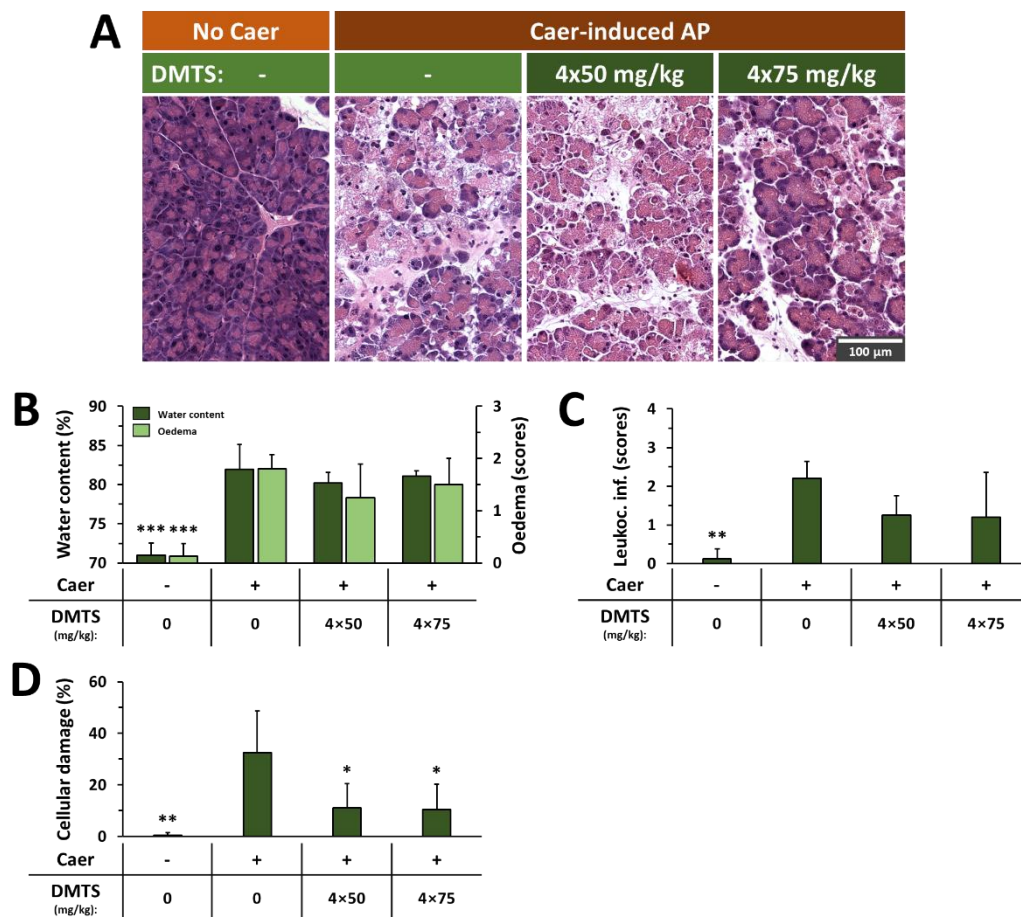 A
No Caer
Caer-induced AP
DMTS: -
-
4x50 mg/kg
4x75 mg/kg
100 µm
B
Water content (%)
90
85
80
75
70
Water content
Oedema
*** ***
3
2
1
0
Oedema (scores)
Caer - + + +
DMTS (mg/kg): 0 0 4×50 4×75
C
Leukoc. inf. (scores)
4
3
2
1
0
**
Caer - + + +
DMTS (mg/kg): 0 0 4×50 4×75
D
Cellular damage (%)
60
40
20
0
**
*
*
Caer - + + +
DMTS (mg/kg): 0 0 4×50 4×75